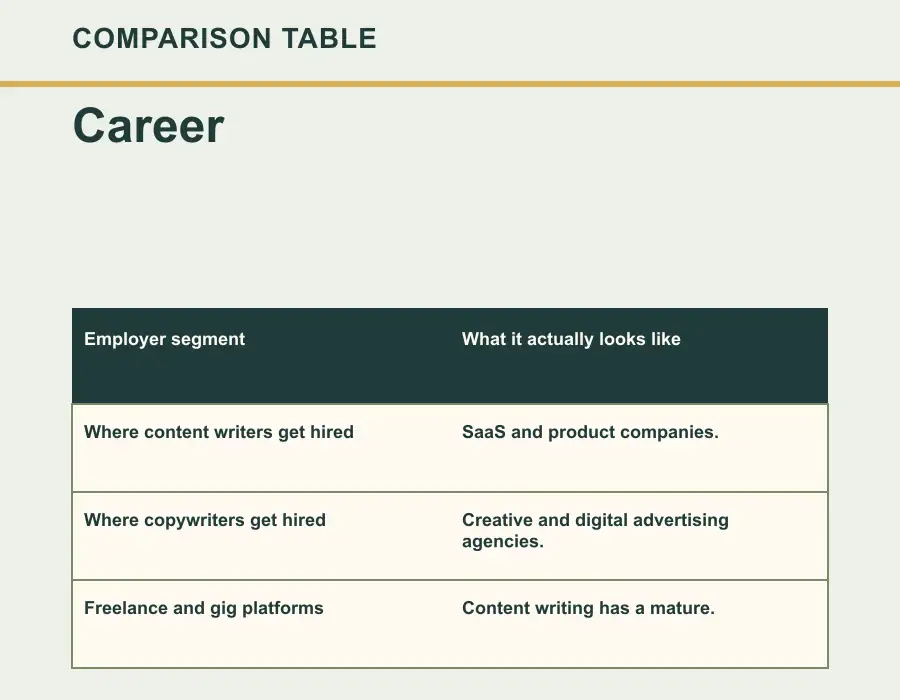 COMPARISON TABLE
Career
Employer segment
What it actually looks like
Where content writers get hired
SaaS and product companies.
Where copywriters get hired
Creative and digital advertising
agencies.
Freelance and gig platforms
Content writing has a mature.